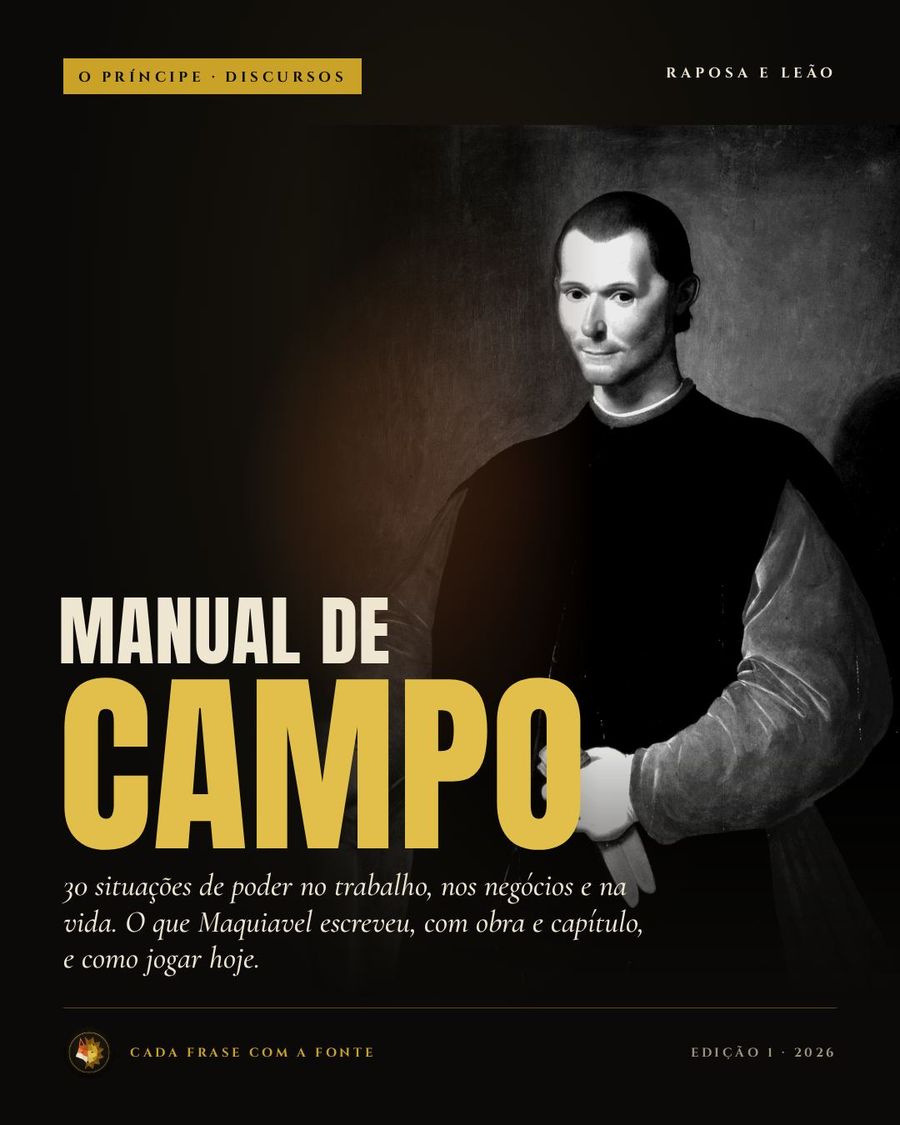 O PRÍNCIPE · DISCURSOS
RAPOSA E LEÃO
MANUAL DE
CAMPO
30 situações de poder no trabalho, nos negócios e na
vida. O que Maquiavel escreveu, com obra e capítulo,
e como jogar hoje.
CADA FRASE COM A FONTE
EDIÇÃO 1 · 2026